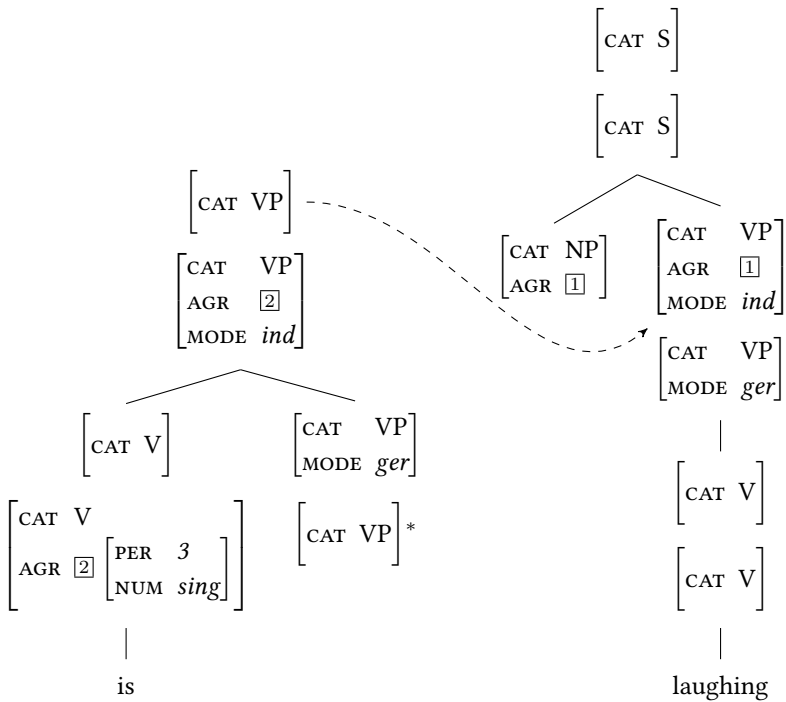 [CAT S]
[CAT S]
[CAT VP]
[CAT VP
AGR 2
MODE ind]
[CAT V]
[CAT VP
MODE ger]
[CAT V
AGR 2 [PER 3
NUM sing]]
[CAT VP]*
is
[CAT NP
AGR 1]
[CAT VP
AGR 1
MODE ind]
[CAT VP
MODE ger]
[CAT V]
[CAT V]
laughing